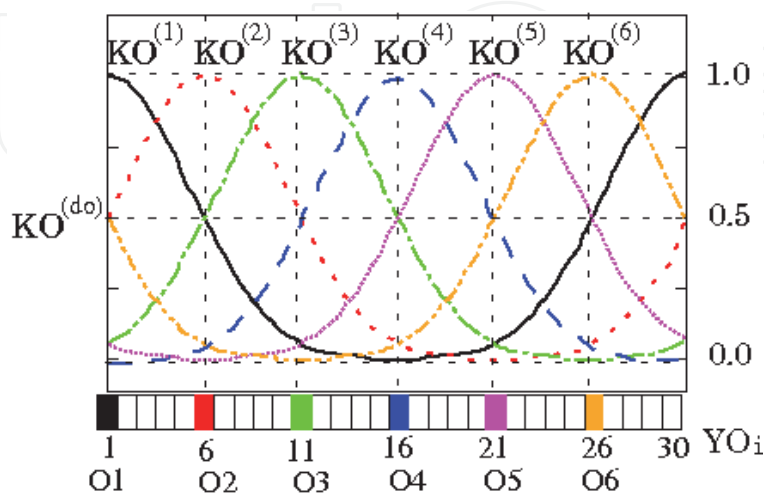 KO(1) KO(2) KO(3) KO(4) KO(5) KO(6)
1.0
KO(do) 0.5
0.0
1 6 11 16 21 26 30 YOi
O1 O2 O3 O4 O5 O6